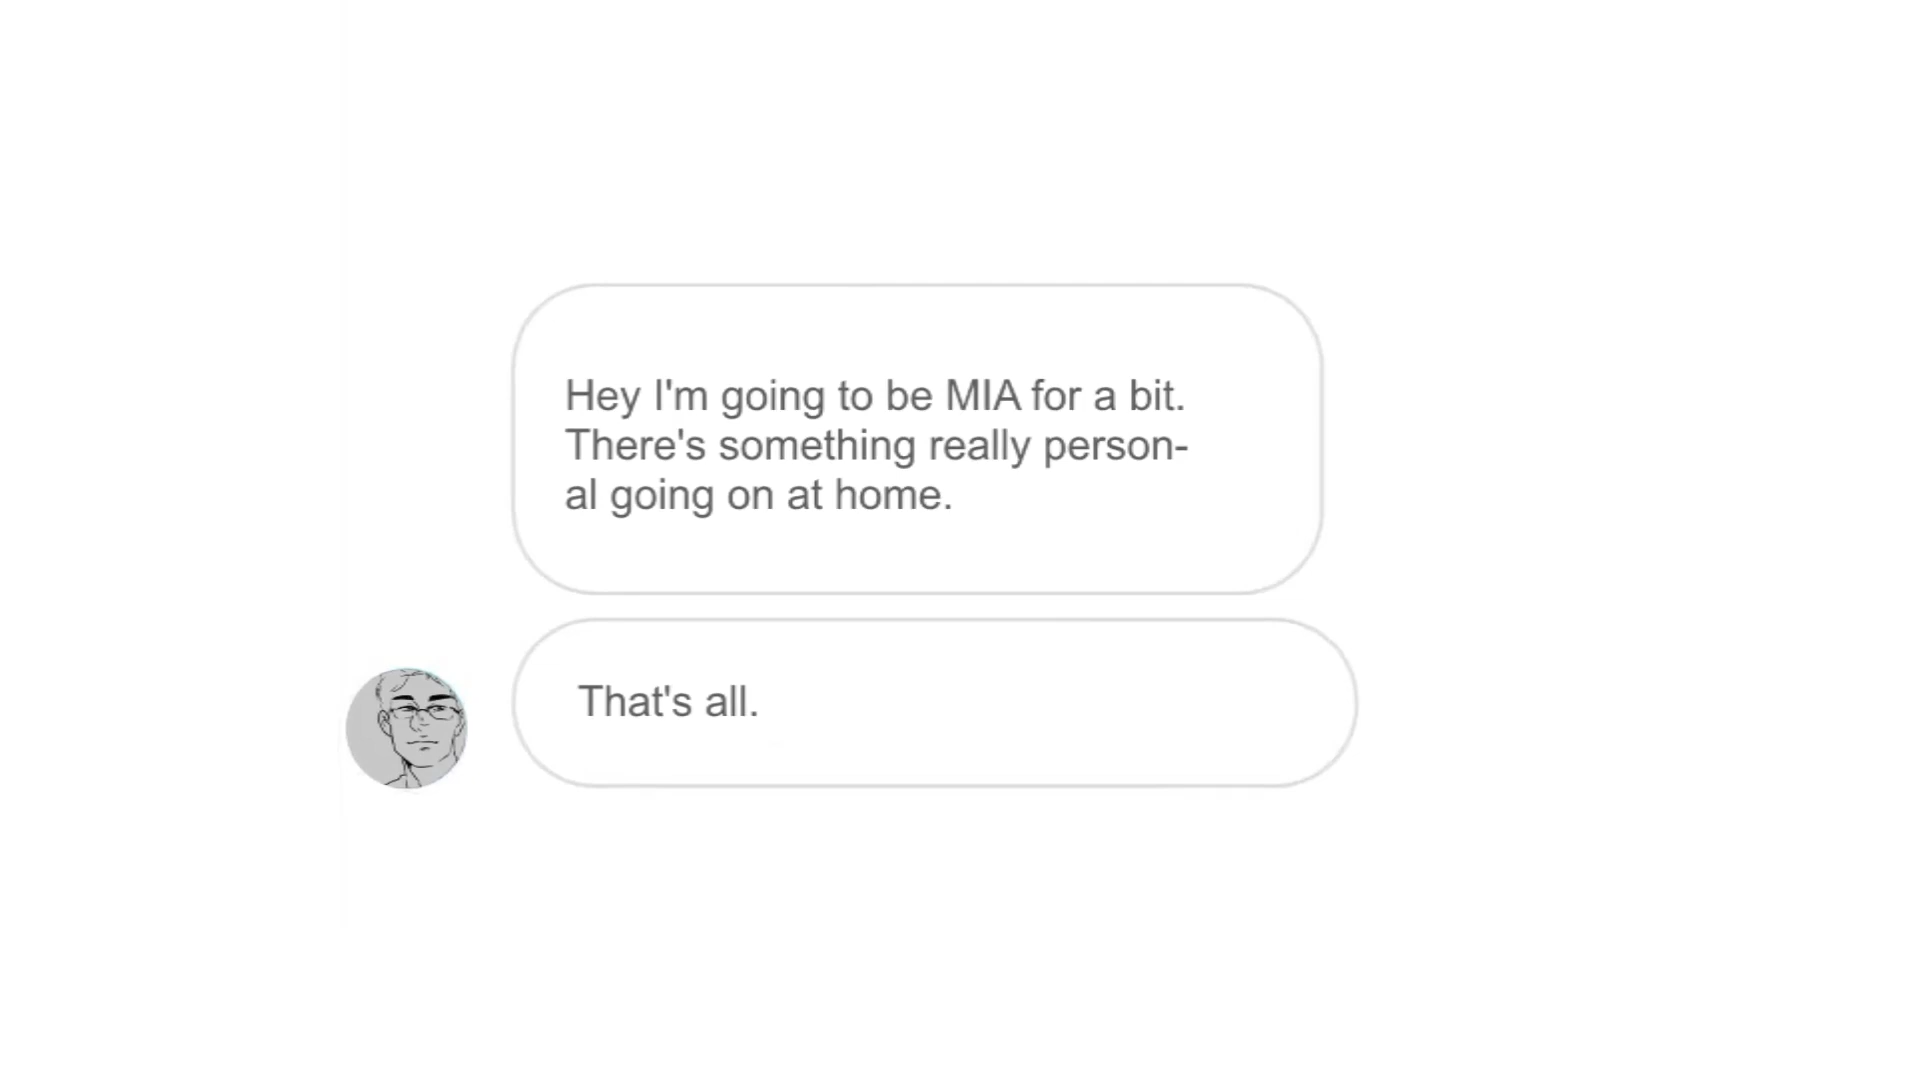 Hey I'm going to be MIA for a bit.
There's something really person-
al going on at home.
That's all.